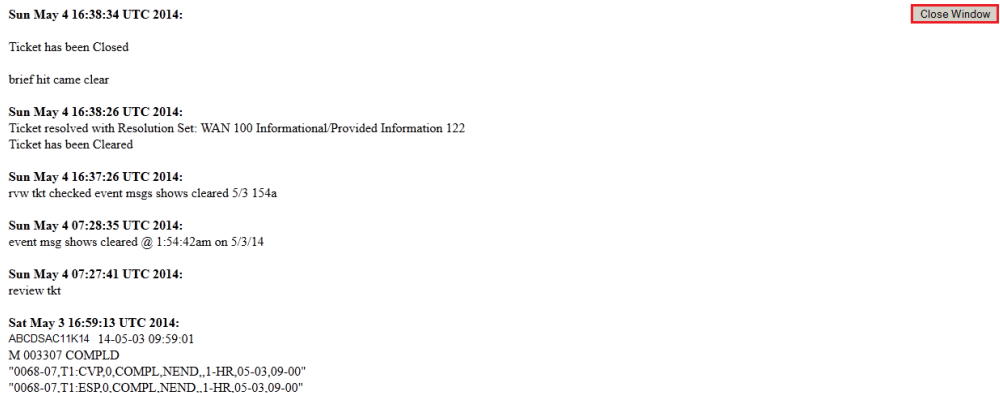 Sun May 4 16:38:34 UTC 2014:
Close Window
Ticket has been Closed
brief hit came clear
Sun May 4 16:38:26 UTC 2014:
Ticket resolved with Resolution Set: WAN 100 Informational/Provided Information 122
Ticket has been Cleared
Sun May 4 16:37:26 UTC 2014:
rvw tkt checked event msgs shows cleared 5/3 154a
Sun May 4 07:28:35 UTC 2014:
event msg shows cleared @ 1:54:42am on 5/3/14
Sun May 4 07:27:41 UTC 2014:
review tkt
Sat May 3 16:59:13 UTC 2014:
ABCDSAC11K14 14-05-03 09:59:01
M 003307 COMPLD
"0068-07,T1:CVP,0,COMPL,NEND,,1-HR,05-03,09-00"
"0068-07,T1:ESP,0,COMPL,NEND,,1-HR,05-03,09-00"